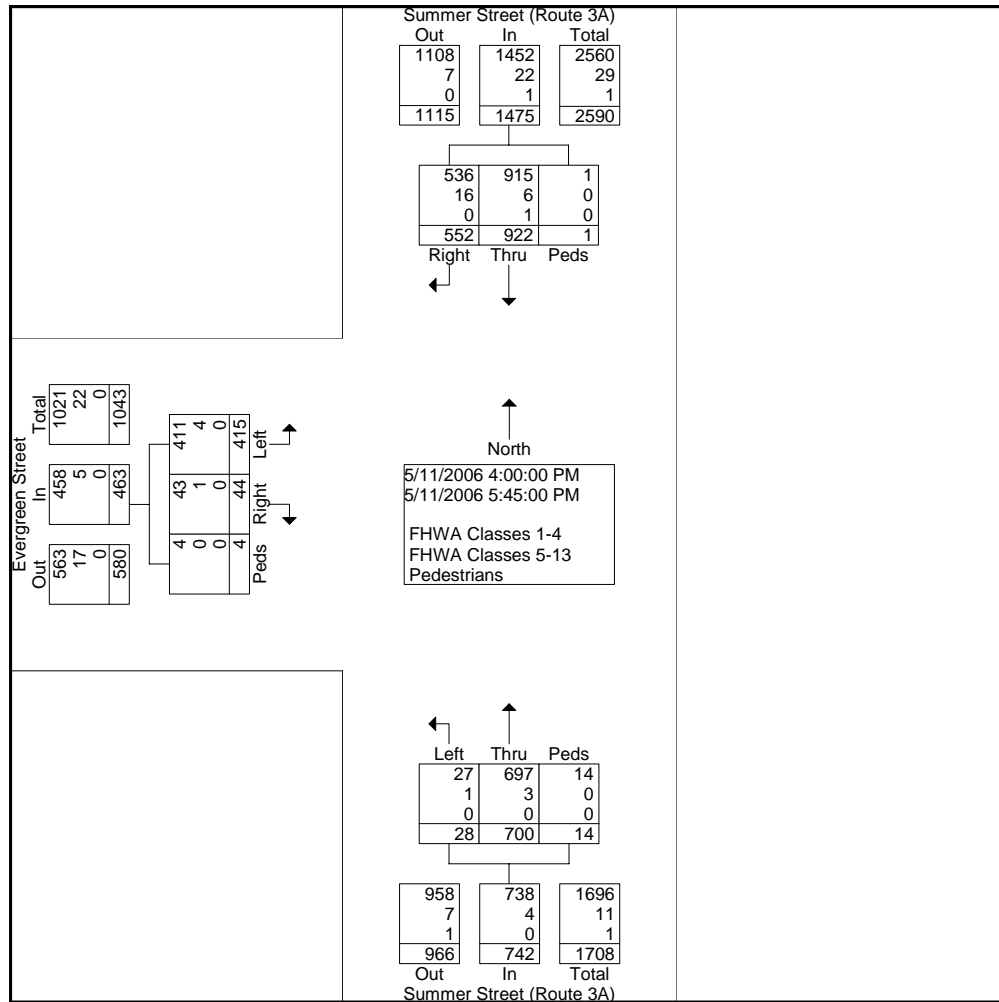 Summer Street (Route 3A)
Out In Total
1108 1452 2560
7 22 29
0 1 1
1115 1475 2590
536 915 1
16 6 0
0 1 0
552 922 1
Right Thru Peds
Evergreen Street
Out In Total
563 458 1021
17 5 22
0 0 0
580 463 1043
4 43 411
0 1 4
0 0 0
4 44 415
Peds Right Left
North
5/11/2006 4:00:00 PM
5/11/2006 5:45:00 PM
FHWA Classes 1-4
FHWA Classes 5-13
Pedestrians
Left Thru Peds
27 697 14
1 3 0
0 0 0
28 700 14
958 738 1696
7 4 11
1 0 1
966 742 1708
Out In Total
Summer Street (Route 3A)